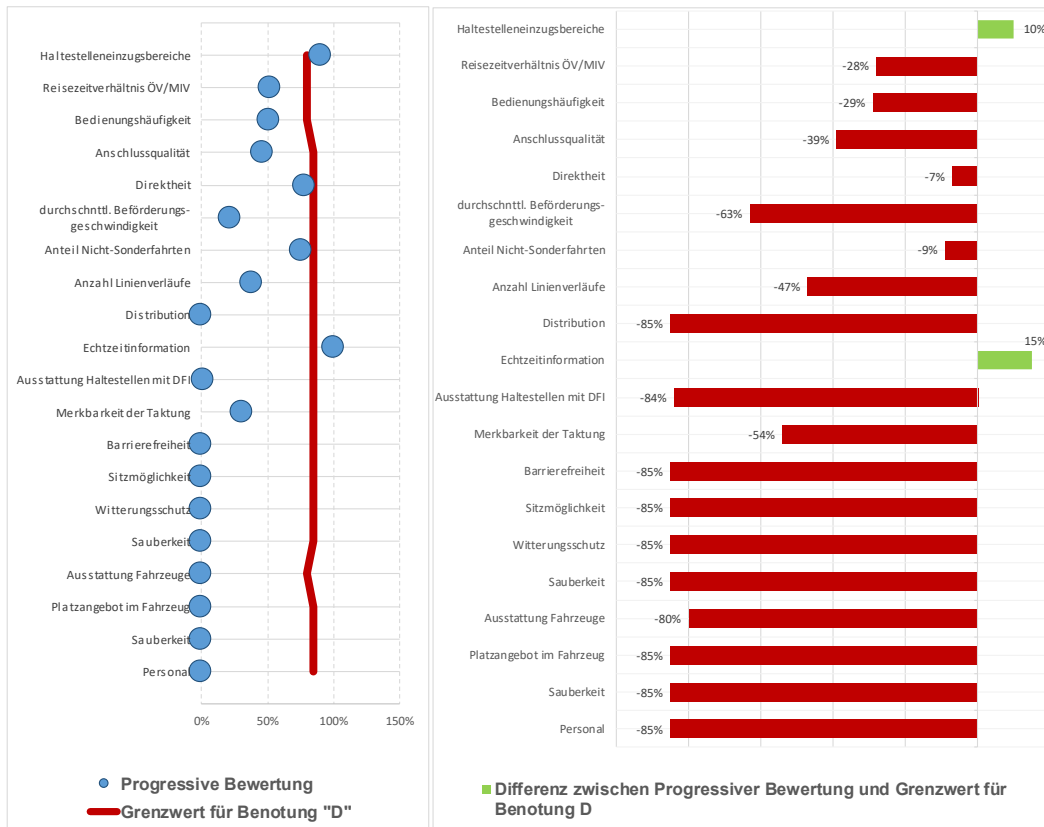 Haltestelleneinzugsbereiche
Reisezeitverhältnis ÖV/MIV
Bedienungshäufigkeit
Anschlussqualität
Direktheit
durchschnttl. Beförderungs-
geschwindigkeit
Anteil Nicht-Sonderfahrten
Anzahl Linienverläufe
Distribution
Echtzeitinformation
Ausstattung Haltestellen mit DFI
Merkbarkeit der Taktung
Barrierefreiheit
Sitzmöglichkeit
Witterungsschutz
Sauberkeit
Ausstattung Fahrzeuge
Platzangebot im Fahrzeug
Sauberkeit
Personal
0% 50% 100% 150%
Progressive Bewertung
Grenzwert für Benotung "D"
Haltestelleneinzugsbereiche 10%
Reisezeitverhältnis ÖV/MIV -28%
Bedienungshäufigkeit -29%
Anschlussqualität -39%
Direktheit -7%
durchschnttl. Beförderungs-
geschwindigkeit -63%
Anteil Nicht-Sonderfahrten -9%
Anzahl Linienverläufe -47%
Distribution -85%
Echtzeitinformation 15%
Ausstattung Haltestellen mit DFI -84%
Merkbarkeit der Taktung -54%
Barrierefreiheit -85%
Sitzmöglichkeit -85%
Witterungsschutz -85%
Sauberkeit -85%
Ausstattung Fahrzeuge -80%
Platzangebot im Fahrzeug -85%
Sauberkeit -85%
Personal -85%
Differenz zwischen Progressiver Bewertung und Grenzwert für
Benotung D